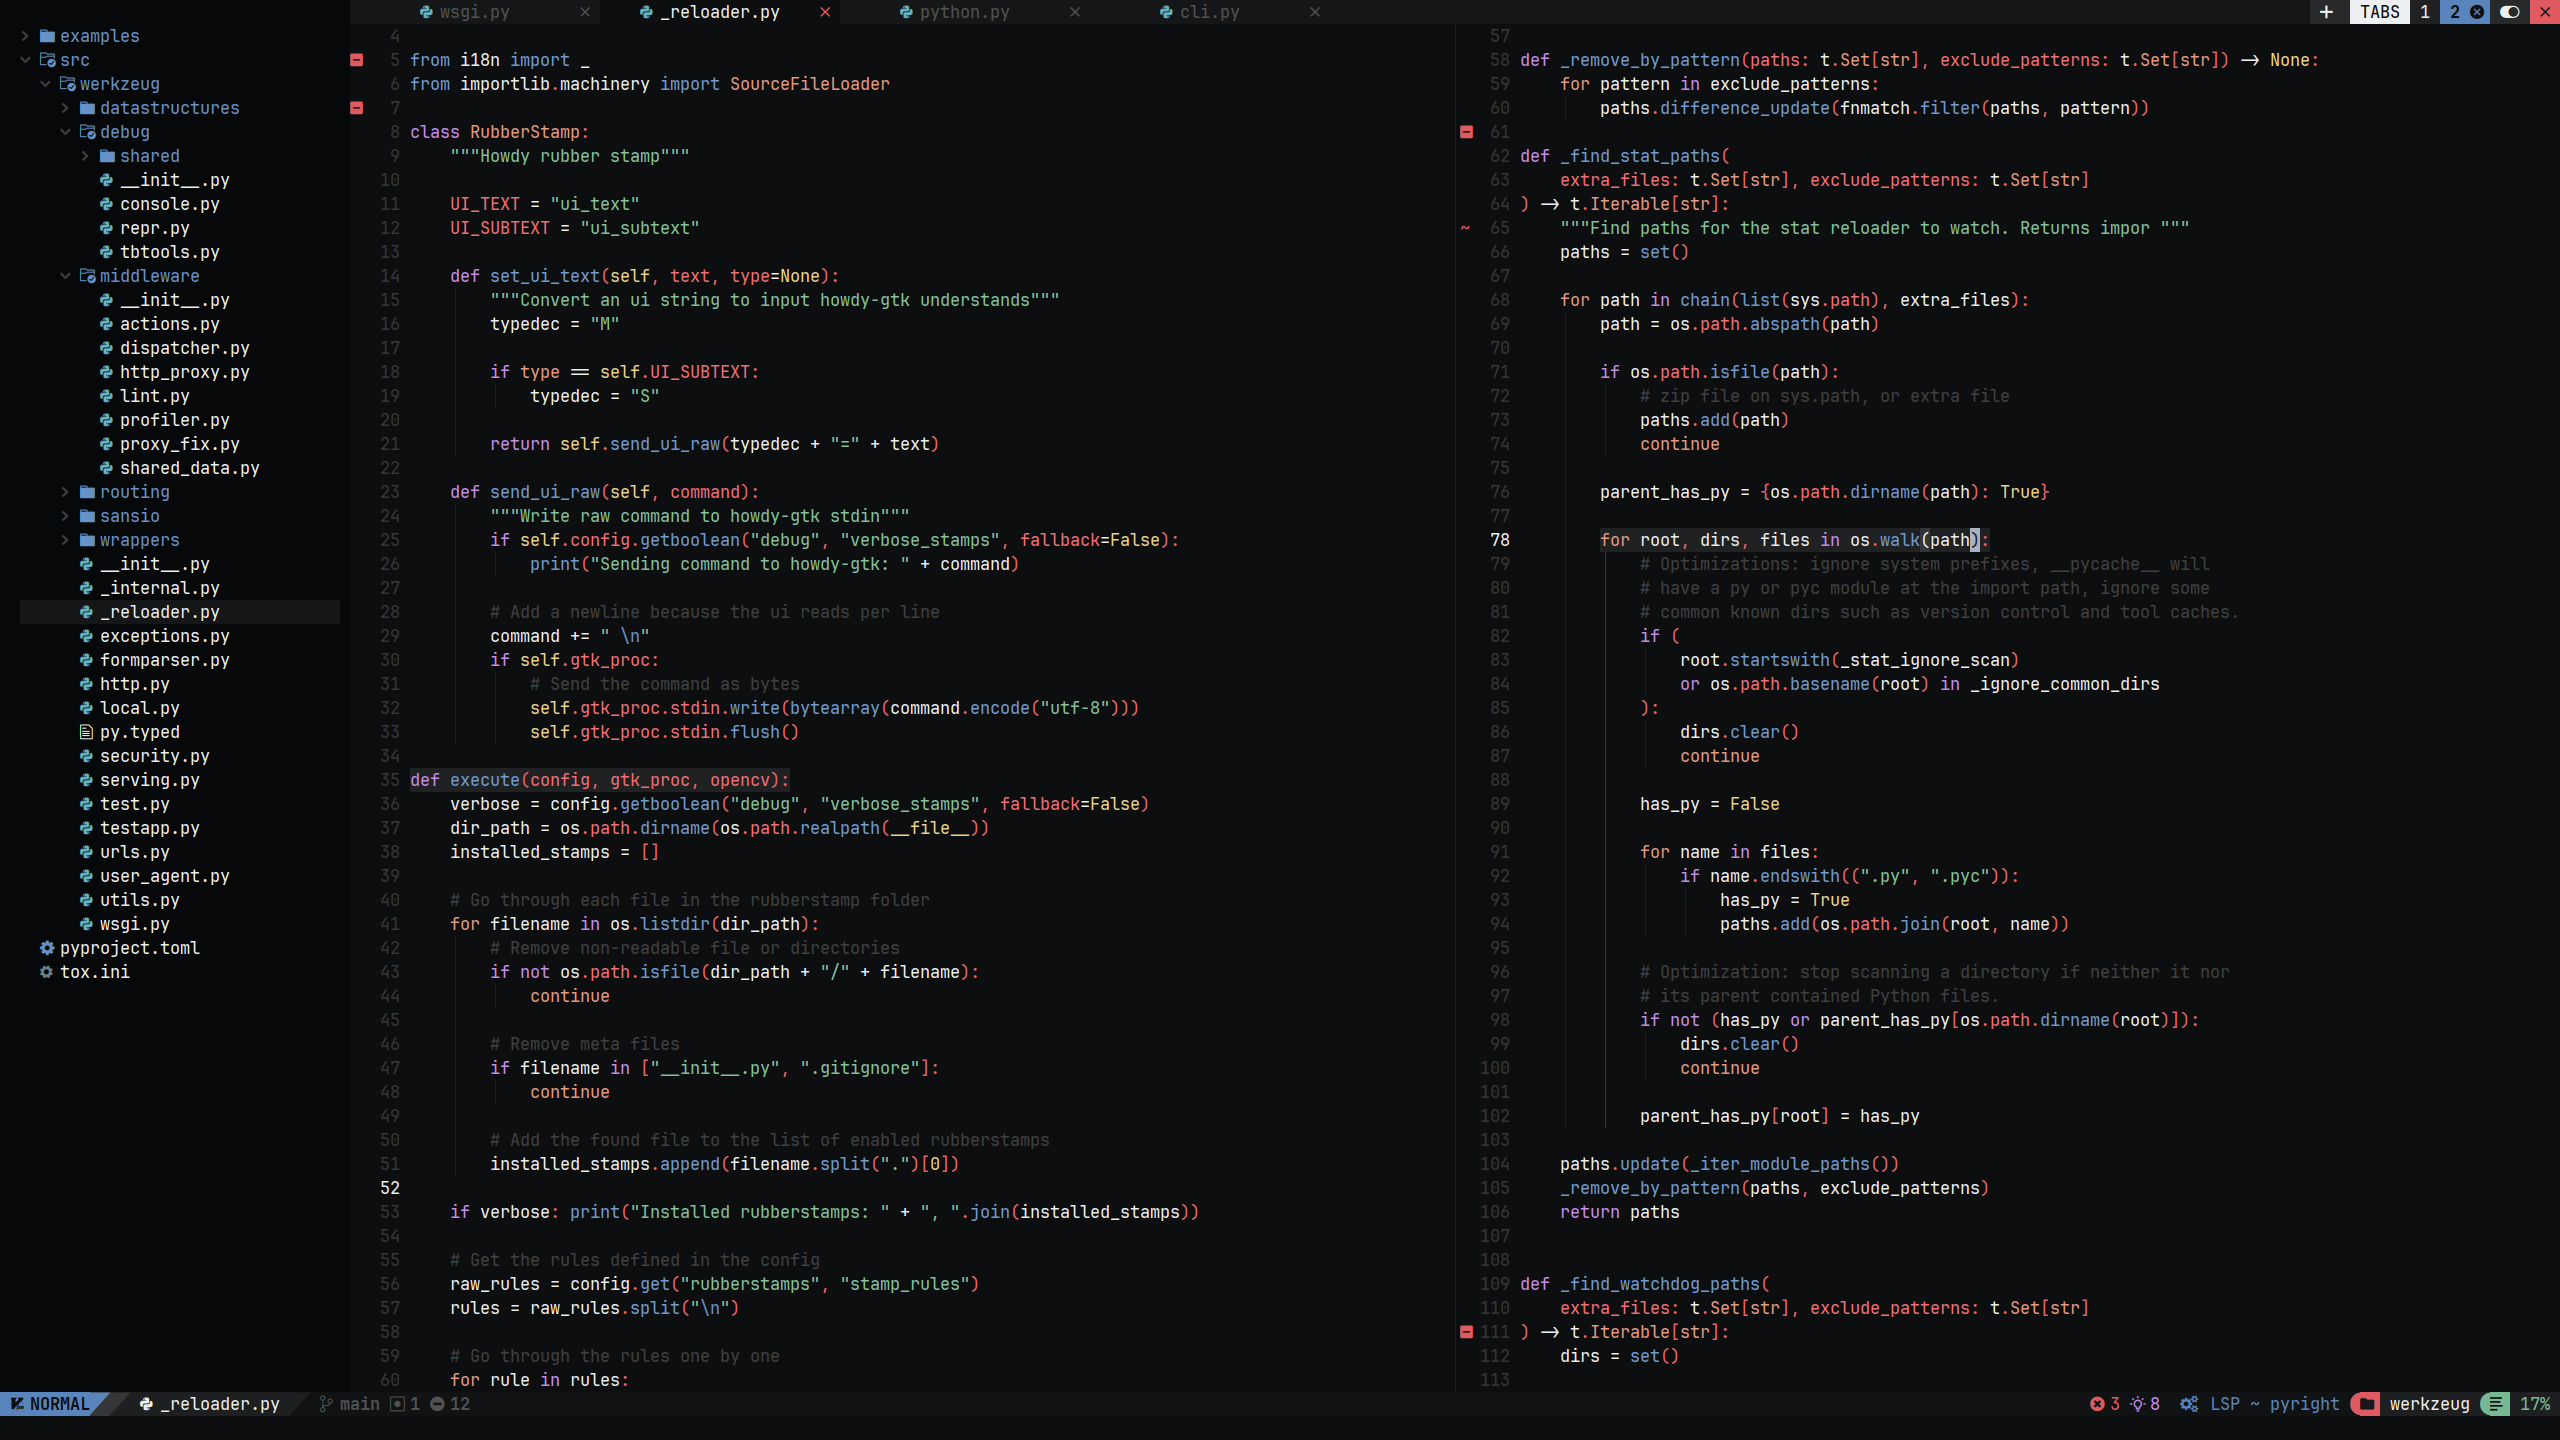 wsgi.py × _reloader.py × python.py × cli.py × + TABS 1 2 ×
examples
src
werkzeug
datastructures
debug
shared
__init__.py
console.py
repr.py
tbtools.py
middleware
__init__.py
actions.py
dispatcher.py
http_proxy.py
lint.py
profiler.py
proxy_fix.py
shared_data.py
routing
sansio
wrappers
__init__.py
_internal.py
_reloader.py
exceptions.py
formparser.py
http.py
local.py
py.typed
security.py
serving.py
test.py
testapp.py
urls.py
user_agent.py
utils.py
wsgi.py
pyproject.toml
tox.ini
4
5 from i18n import _
6 from importlib.machinery import SourceFileLoader
7
8 class RubberStamp:
9     """Howdy rubber stamp"""
10
11     UI_TEXT = "ui_text"
12     UI_SUBTEXT = "ui_subtext"
13
14     def set_ui_text(self, text, type=None):
15         """Convert an ui string to input howdy-gtk understands"""
16         typedec = "M"
17
18         if type == self.UI_SUBTEXT:
19             typedec = "S"
20
21         return self.send_ui_raw(typedec + "=" + text)
22
23     def send_ui_raw(self, command):
24         """Write raw command to howdy-gtk stdin"""
25         if self.config.getboolean("debug", "verbose_stamps", fallback=False):
26             print("Sending command to howdy-gtk: " + command)
27
28         # Add a newline because the ui reads per line
29         command += " \n"
30         if self.gtk_proc:
31             # Send the command as bytes
32             self.gtk_proc.stdin.write(bytearray(command.encode("utf-8")))
33             self.gtk_proc.stdin.flush()
34
35 def execute(config, gtk_proc, opencv):
36     verbose = config.getboolean("debug", "verbose_stamps", fallback=False)
37     dir_path = os.path.dirname(os.path.realpath(__file__))
38     installed_stamps = []
39
40     # Go through each file in the rubberstamp folder
41     for filename in os.listdir(dir_path):
42         # Remove non-readable file or directories
43         if not os.path.isfile(dir_path + "/" + filename):
44             continue
45
46         # Remove meta files
47         if filename in ["__init__.py", ".gitignore"]:
48             continue
49
50         # Add the found file to the list of enabled rubberstamps
51         installed_stamps.append(filename.split(".")[0])
52
53     if verbose: print("Installed rubberstamps: " + ", ".join(installed_stamps))
54
55     # Get the rules defined in the config
56     raw_rules = config.get("rubberstamps", "stamp_rules")
57     rules = raw_rules.split("\n")
58
59     # Go through the rules one by one
60     for rule in rules:
57
58 def _remove_by_pattern(paths: t.Set[str], exclude_patterns: t.Set[str]) -> None:
59     for pattern in exclude_patterns:
60         paths.difference_update(fnmatch.filter(paths, pattern))
61
62 def _find_stat_paths(
63     extra_files: t.Set[str], exclude_patterns: t.Set[str]
64 ) -> t.Iterable[str]:
~ 65     """Find paths for the stat reloader to watch. Returns impor """
66     paths = set()
67
68     for path in chain(list(sys.path), extra_files):
69         path = os.path.abspath(path)
70
71         if os.path.isfile(path):
72             # zip file on sys.path, or extra file
73             paths.add(path)
74             continue
75
76         parent_has_py = {os.path.dirname(path): True}
77
78         for root, dirs, files in os.walk(path):
79             # Optimizations: ignore system prefixes, __pycache__ will
80             # have a py or pyc module at the import path, ignore some
81             # common known dirs such as version control and tool caches.
82             if (
83                 root.startswith(_stat_ignore_scan)
84                 or os.path.basename(root) in _ignore_common_dirs
85             ):
86                 dirs.clear()
87                 continue
88
89             has_py = False
90
91             for name in files:
92                 if name.endswith((".py", ".pyc")):
93                     has_py = True
94                     paths.add(os.path.join(root, name))
95
96             # Optimization: stop scanning a directory if neither it nor
97             # its parent contained Python files.
98             if not (has_py or parent_has_py[os.path.dirname(root)]):
99                 dirs.clear()
100                 continue
101
102             parent_has_py[root] = has_py
103
104     paths.update(_iter_module_paths())
105     _remove_by_pattern(paths, exclude_patterns)
106     return paths
107
108
109 def _find_watchdog_paths(
110     extra_files: t.Set[str], exclude_patterns: t.Set[str]
111 ) -> t.Iterable[str]:
112     dirs = set()
113
NORMAL _reloader.py main 1 12 3 8 LSP ~ pyright werkzeug 17%